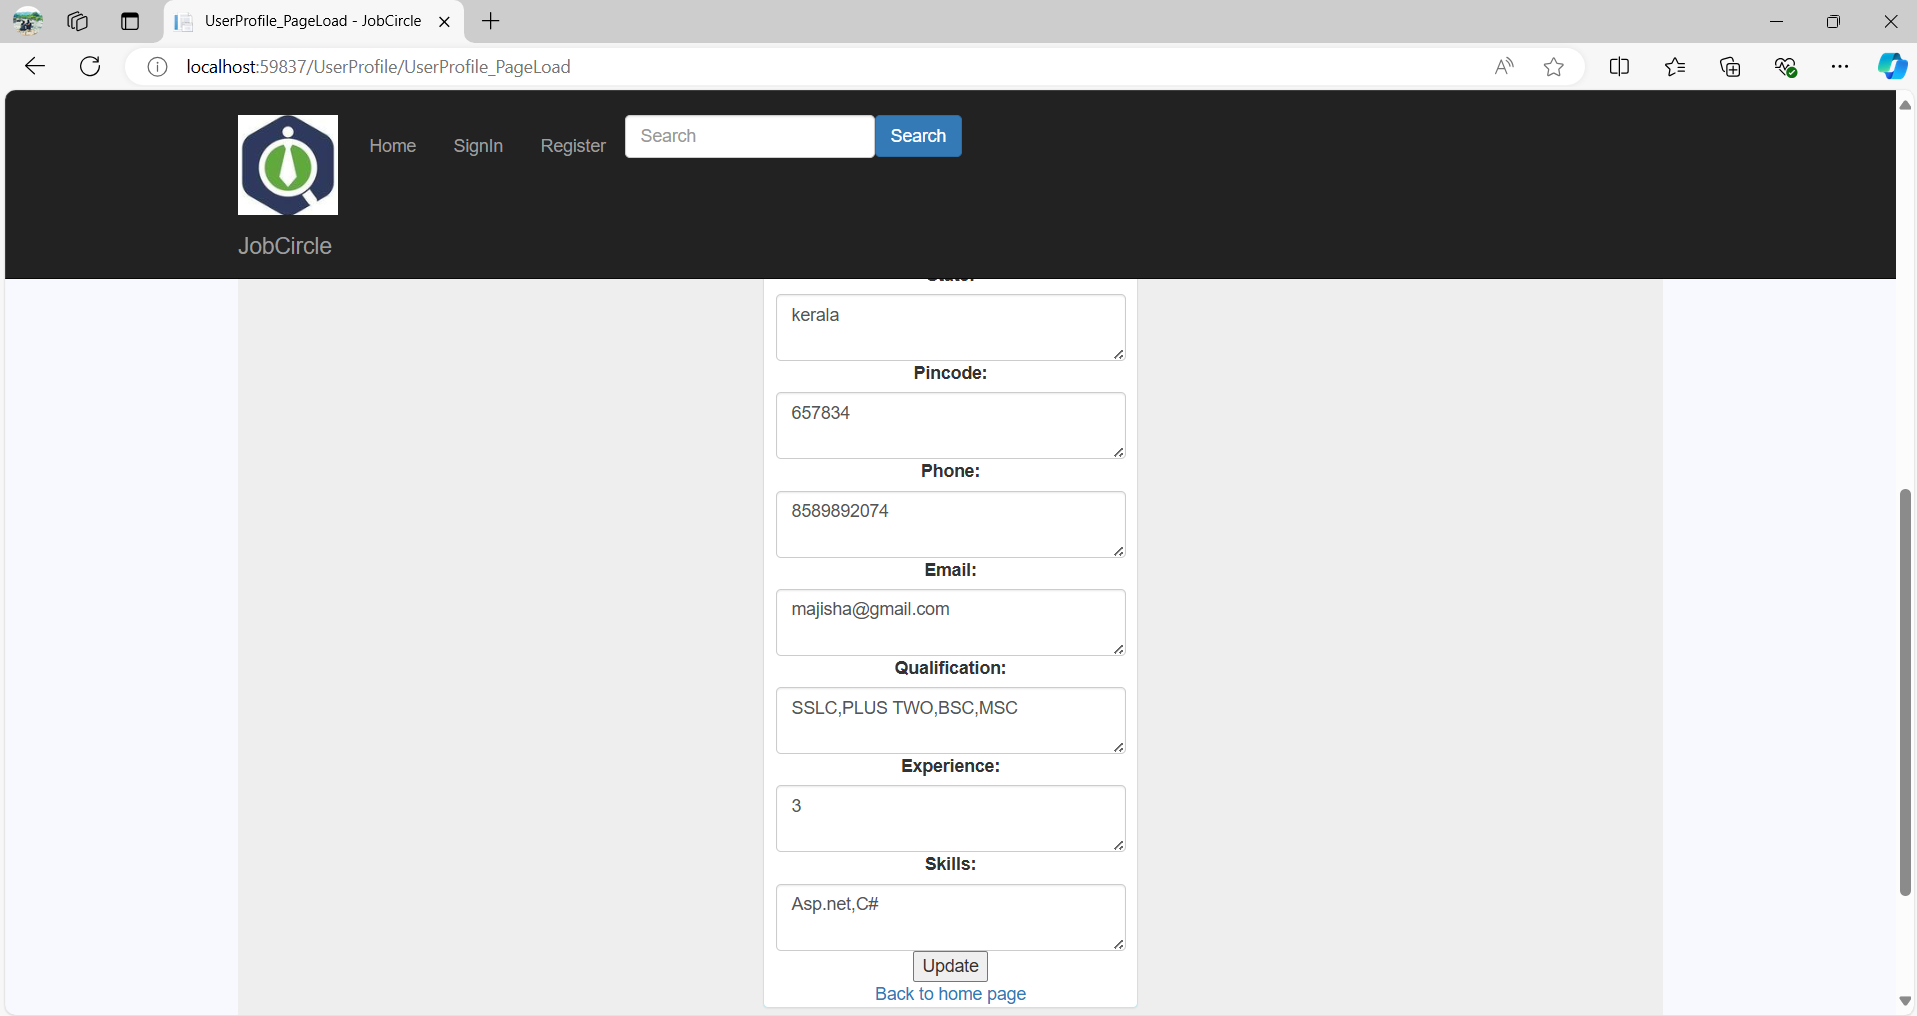 UserProfile_PageLoad - JobCircle
localhost:59837/UserProfile/UserProfile_PageLoad
Home SignIn Register Search Search
JobCircle
State:
kerala
Pincode:
657834
Phone:
8589892074
Email:
majisha@gmail.com
Qualification:
SSLC,PLUS TWO,BSC,MSC
Experience:
3
Skills:
Asp.net,C#
Update
Back to home page